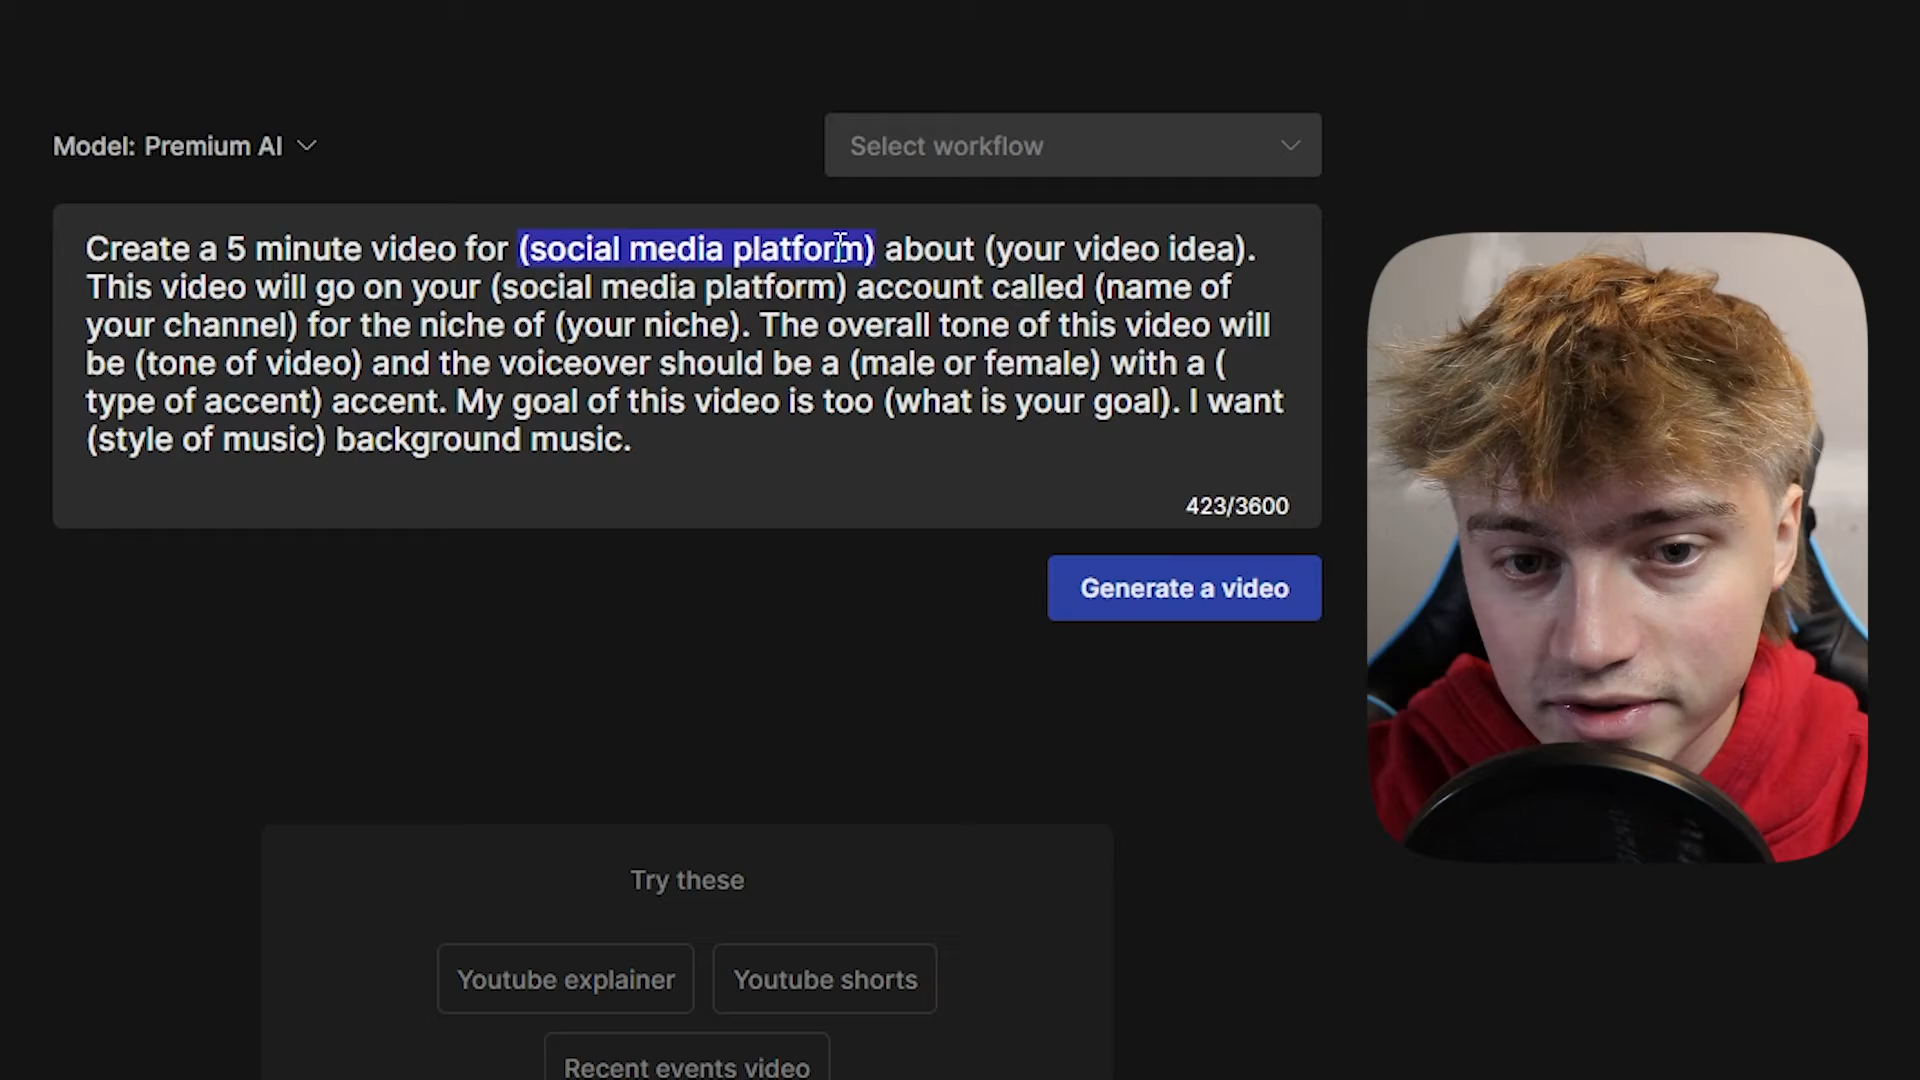 Model: Premium AI
Select workflow
Create a 5 minute video for (social media platform) about (your video idea).
This video will go on your (social media platform) account called (name of
your channel) for the niche of (your niche). The overall tone of this video will
be (tone of video) and the voiceover should be a (male or female) with a (
type of accent) accent. My goal of this video is too (what is your goal). I want
(style of music) background music.
423/3600
Generate a video
Try these
Youtube explainer
Youtube shorts
Recent events video